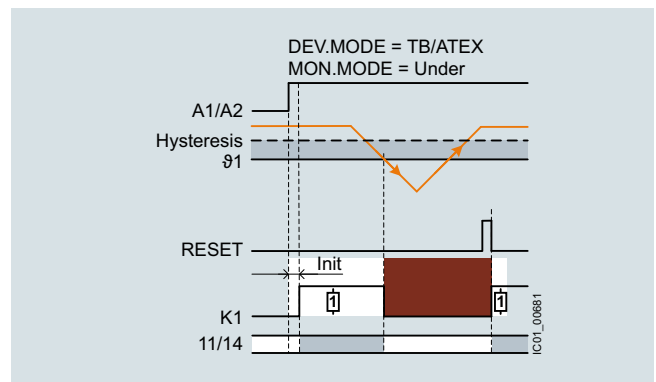 DEV.MODE = TB/ATEX
MON.MODE = Under
A1/A2
Hysteresis
ϑ1
RESET
Init
1
1
K1
11/14
IC01_00681